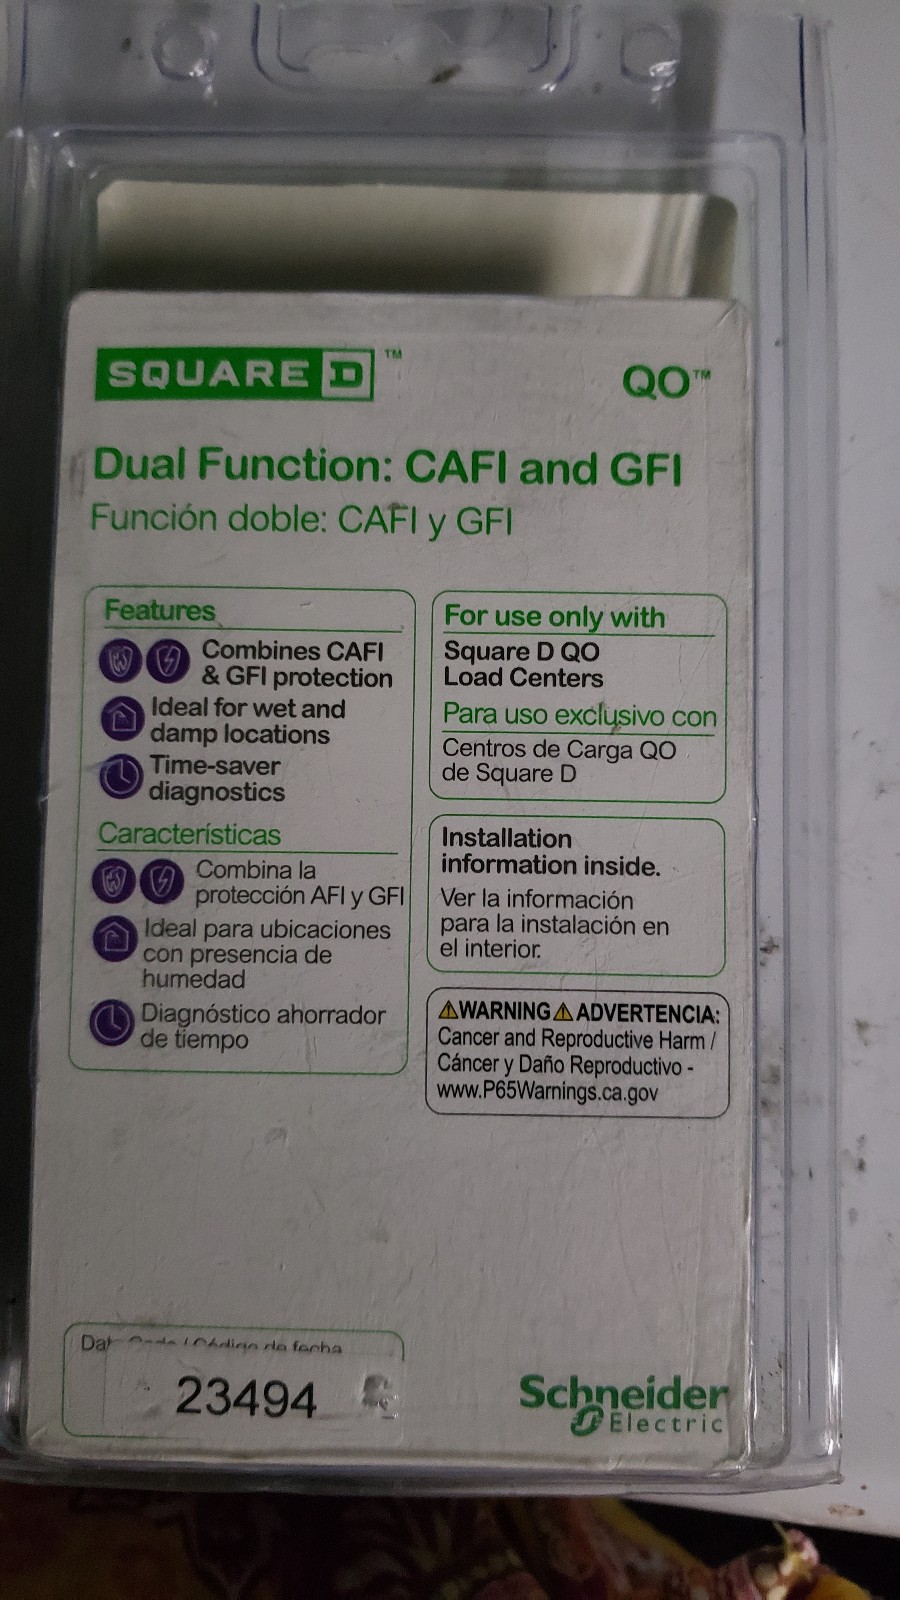 SQUARE D™
QO™
Dual Function: CAFI and GFI
Función doble: CAFI y GFI
Features
Combines CAFI
& GFI protection
Ideal for wet and
damp locations
Time-saver
diagnostics
Características
Combina la
protección AFI y GFI
Ideal para ubicaciones
con presencia de
humedad
Diagnóstico ahorrador
de tiempo
For use only with
Square D QO
Load Centers
Para uso exclusivo con
Centros de Carga QO
de Square D
Installation
information inside.
Ver la información
para la instalación en
el interior.
⚠WARNING⚠ADVERTENCIA:
Cancer and Reproductive Harm /
Cáncer y Daño Reproductivo -
www.P65Warnings.ca.gov
Código de fecha
23494
Schneider
Electric